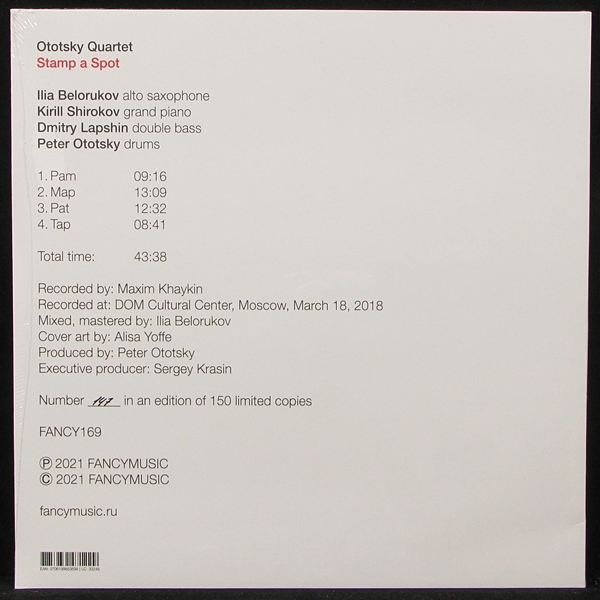 Ototsky Quartet
Stamp a Spot
Ilia Belorukov alto saxophone
Kirill Shirokov grand piano
Dmitry Lapshin double bass
Peter Ototsky drums
1. Pam 09:16
2. Map 13:09
3. Pat 12:32
4. Tap 08:41
Total time: 43:38
Recorded by: Maxim Khaykin
Recorded at: DOM Cultural Center, Moscow, March 18, 2018
Mixed, mastered by: Ilia Belorukov
Cover art by: Alisa Yoffe
Produced by: Peter Ototsky
Executive producer: Sergey Krasin
Number 147 in an edition of 150 limited copies
FANCY169
Ⓟ 2021 FANCYMUSIC
© 2021 FANCYMUSIC
fancymusic.ru